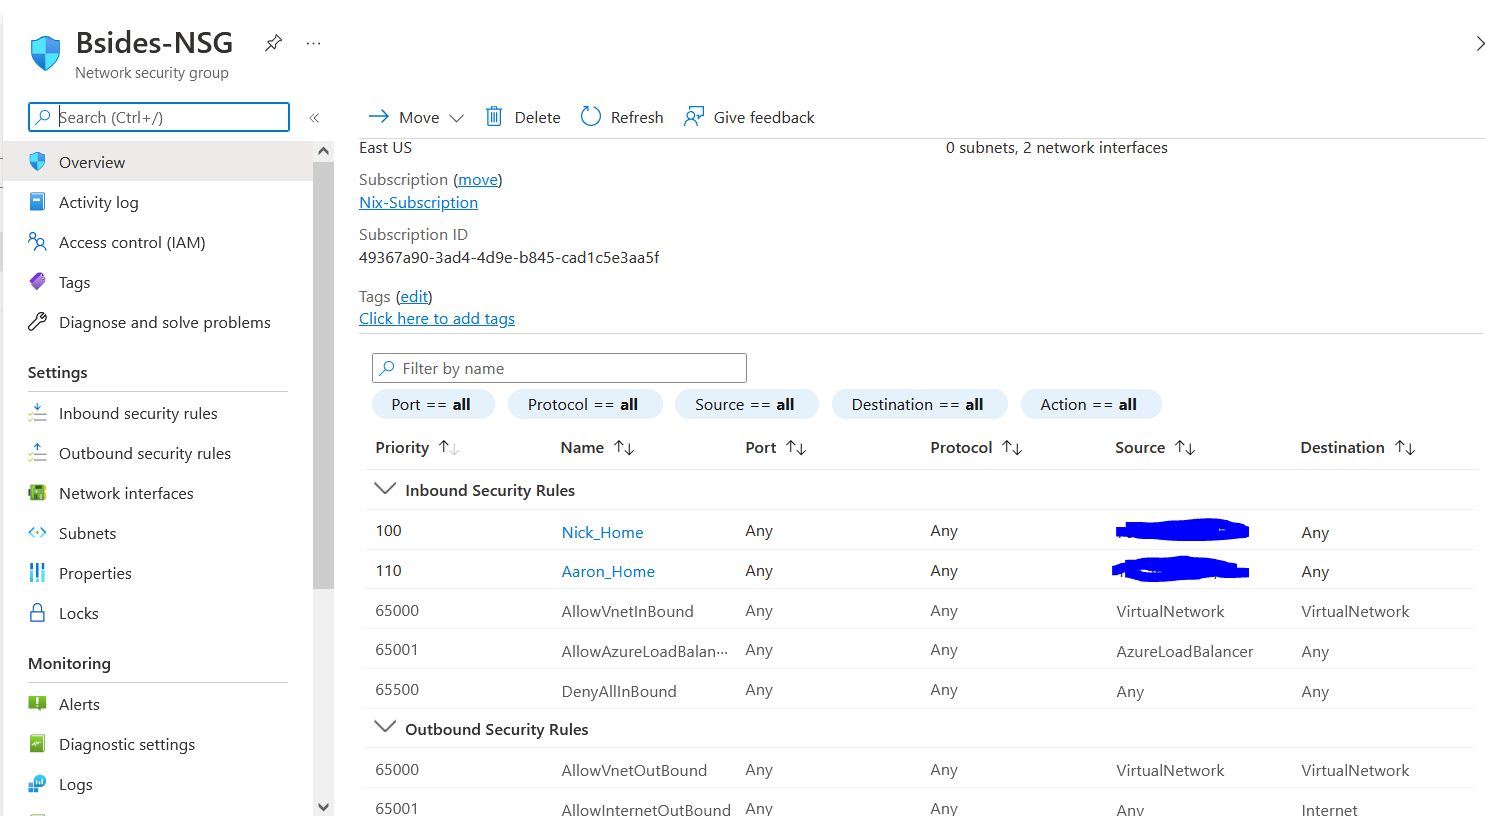 Bsides-NSG
Network security group
Search (Ctrl+/)
Overview
Activity log
Access control (IAM)
Tags
Diagnose and solve problems
Settings
Inbound security rules
Outbound security rules
Network interfaces
Subnets
Properties
Locks
Monitoring
Alerts
Diagnostic settings
Logs
Move Delete Refresh Give feedback
East US 0 subnets, 2 network interfaces
Subscription (move)
Nix-Subscription
Subscription ID
49367a90-3ad4-4d9e-b845-cad1c5e3aa5f
Tags (edit)
Click here to add tags
Filter by name
Port == all Protocol == all Source == all Destination == all Action == all
Priority Name Port Protocol Source Destination
Inbound Security Rules
100 Nick_Home Any Any Any
110 Aaron_Home Any Any Any
65000 AllowVnetInBound Any Any VirtualNetwork VirtualNetwork
65001 AllowAzureLoadBalan··· Any Any AzureLoadBalancer Any
65500 DenyAllInBound Any Any Any Any
Outbound Security Rules
65000 AllowVnetOutBound Any Any VirtualNetwork VirtualNetwork
65001 AllowInternetOutBound Any Any Any Internet